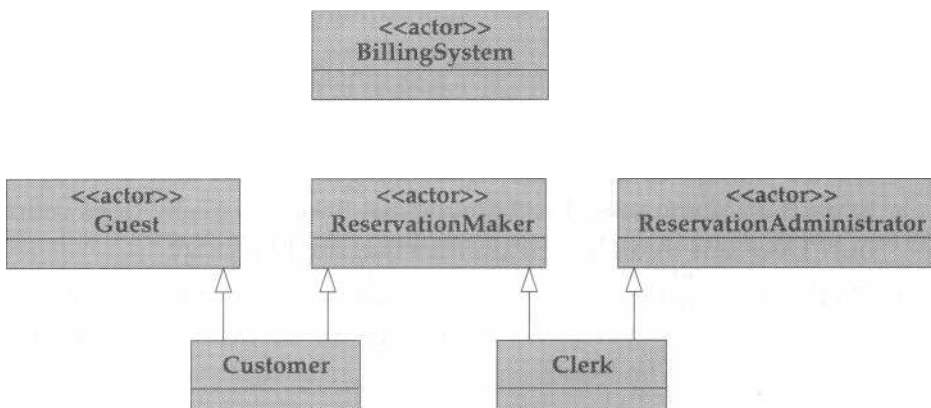 <<actor>>
BillingSystem
<<actor>>
Guest
<<actor>>
ReservationMaker
<<actor>>
ReservationAdministrator
Customer
Clerk